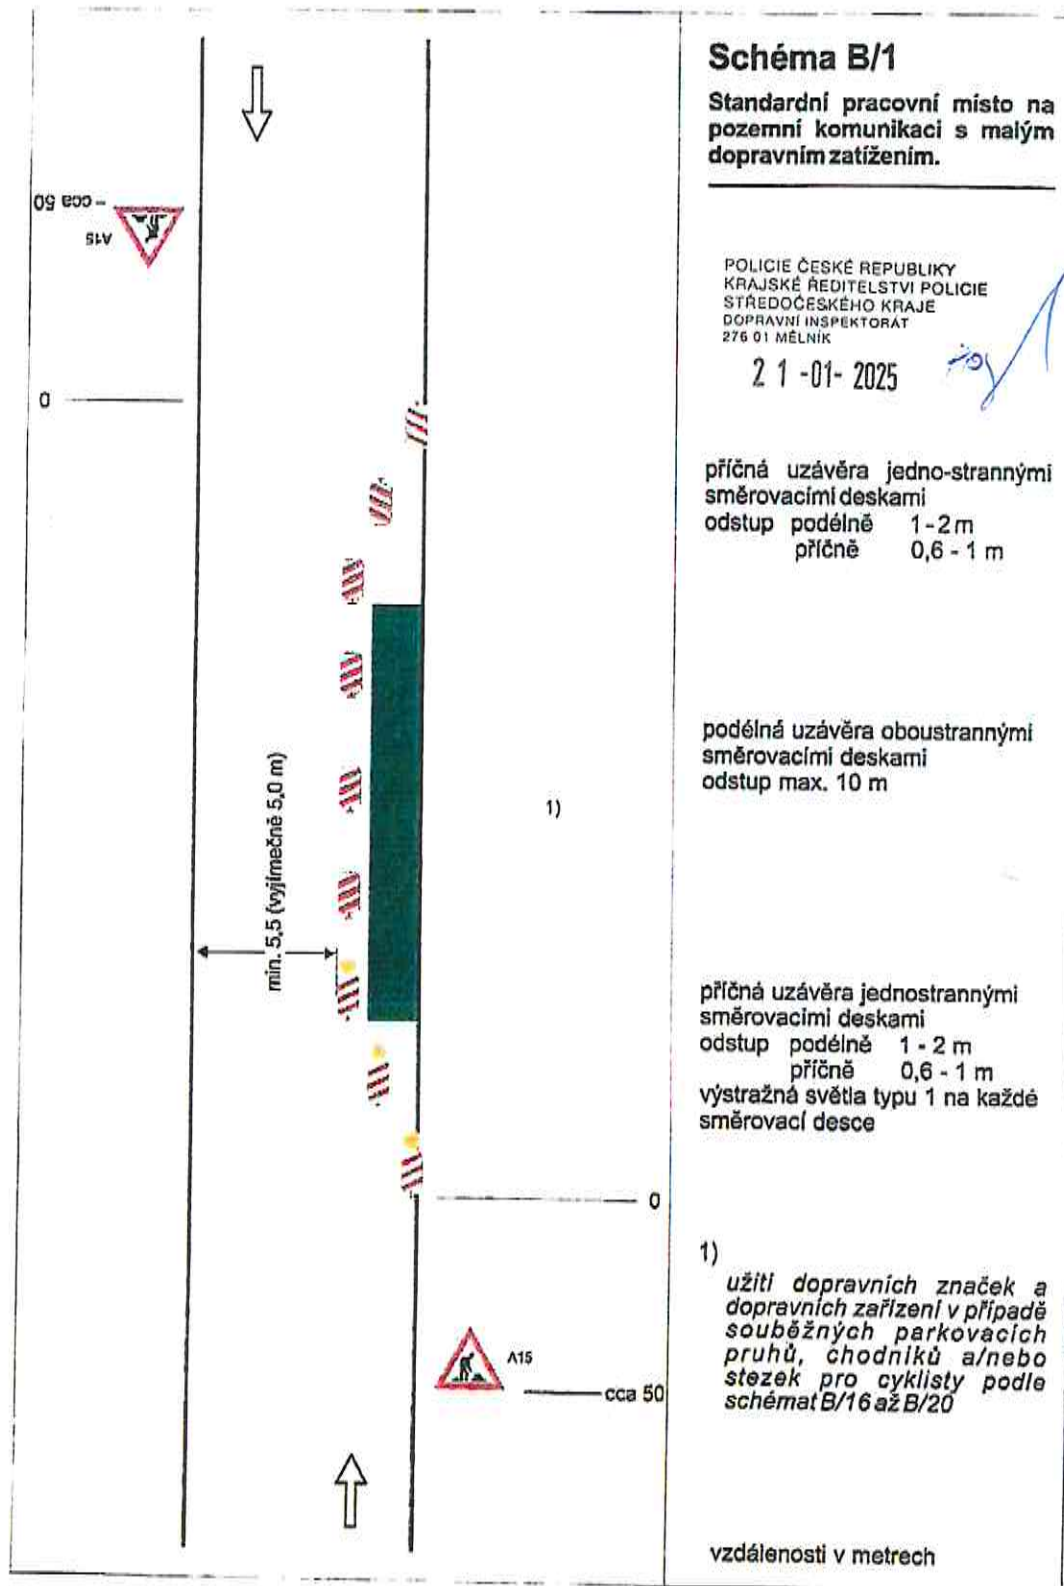 Schéma B/1
Standardní pracovní místo na
pozemní komunikaci s malým
dopravním zatížením.
POLICIE ČESKÉ REPUBLIKY
KRAJSKÉ ŘEDITELSTVI POLICIE
STŘEDOČESKÉHO KRAJE
DOPRAVNÍ INSPEKTORÁT
276 01 MĚLNÍK
21 -01- 2025
cca 50
A15
0
příčná uzávěra jedno-strannými
směrovacími deskami
odstup podélně 1-2 m
příčně 0,6 - 1 m
podélná uzávěra oboustrannými
směrovacími deskami
odstup max. 10 m
min. 5,5 (vyjímečně 5,0 m)
1)
příčná uzávěra jednostrannými
směrovacími deskami
odstup podélně 1 - 2 m
příčně 0,6 - 1 m
výstražná světla typu 1 na každé
směrovací desce
0
A15
cca 50
1)
užití dopravních značek a
dopravních zařízení v případě
souběžných parkovacích
pruhů, chodníků a/nebo
stezek pro cyklisty podle
schémat B/16 až B/20
vzdálenosti v metrech